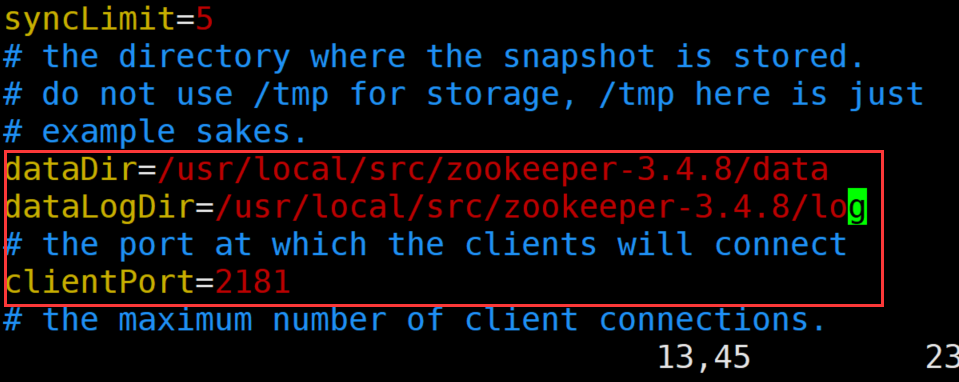 syncLimit=5
# the directory where the snapshot is stored.
# do not use /tmp for storage, /tmp here is just
# example sakes.
dataDir=/usr/local/src/zookeeper-3.4.8/data
dataLogDir=/usr/local/src/zookeeper-3.4.8/log
# the port at which the clients will connect
clientPort=2181
# the maximum number of client connections.
13,45 23